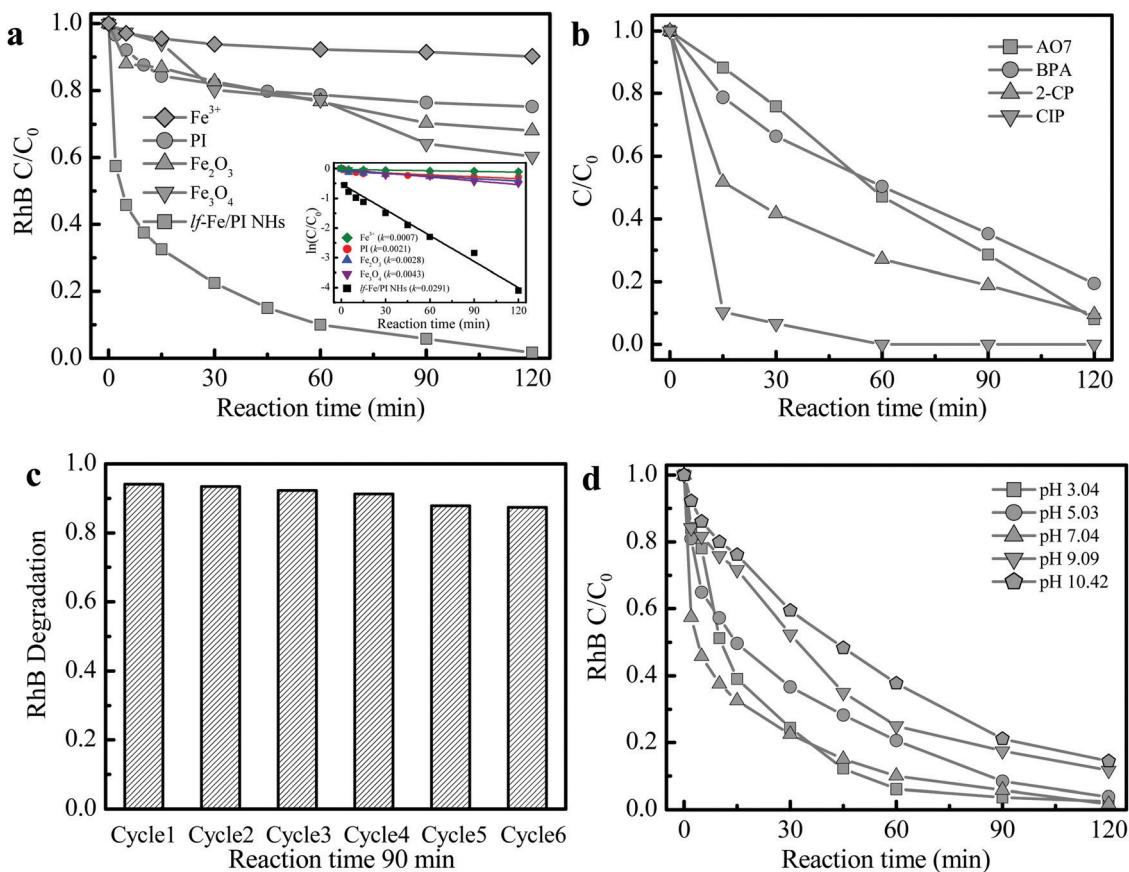 a
1.0
0.8
0.6
0.4
0.2
0.0
RhB C/C₀
Fe³⁺
PI
Fe₂O₃
Fe₃O₄
lf-Fe/PI NHs
0
-1
-2
-3
-4
ln(C/C₀)
Fe³⁺ (k=0.0007)
PI (k=0.0021)
Fe₂O₃ (k=0.0028)
Fe₃O₄ (k=0.0043)
lf-Fe/PI NHs (k=0.0291)
0 15 30 45 60 75 90 105 120
Reaction time (min)
0 30 60 90 120
Reaction time (min)
b
1.0
0.8
0.6
0.4
0.2
0.0
C/C₀
AO7
BPA
2-CP
CIP
0 30 60 90 120
Reaction time (min)
c
1.0
0.8
0.6
0.4
0.2
0.0
RhB Degradation
Cycle1 Cycle2 Cycle3 Cycle4 Cycle5 Cycle6
Reaction time 90 min
d
1.0
0.8
0.6
0.4
0.2
0.0
RhB C/C₀
pH 3.04
pH 5.03
pH 7.04
pH 9.09
pH 10.42
0 30 60 90 120
Reaction time (min)